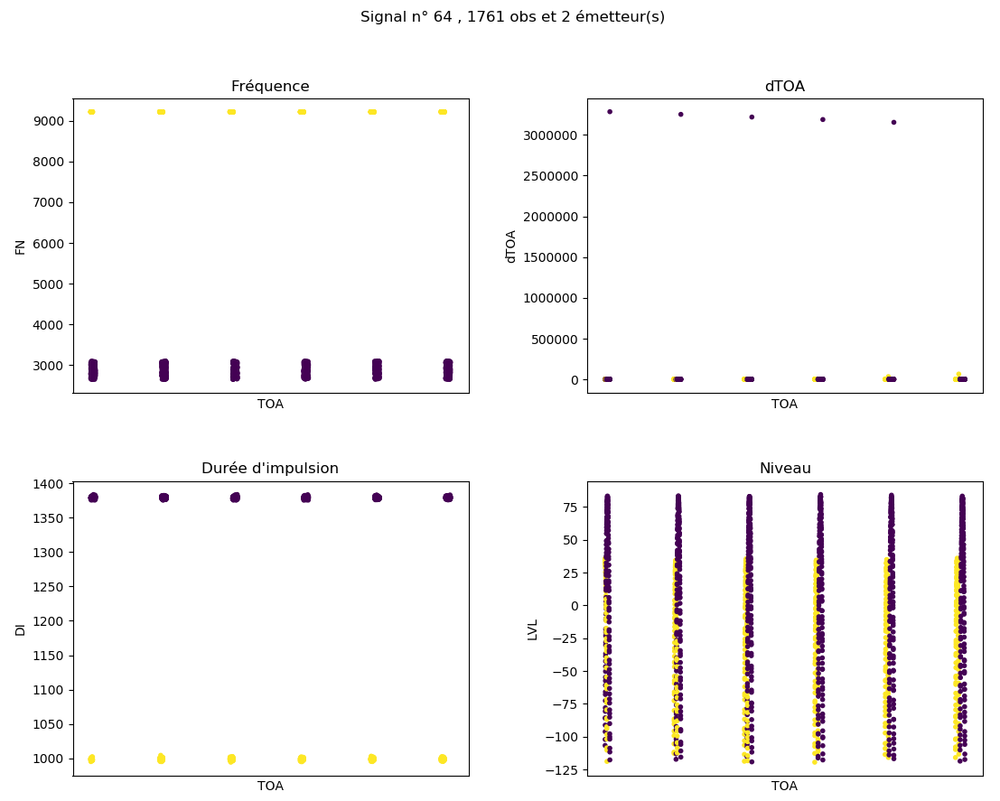 Signal n° 64 , 1761 obs et 2 émetteur(s)
Fréquence
FN
9000
8000
7000
6000
5000
4000
3000
TOA
dTOA
dTOA
3000000
2500000
2000000
1500000
1000000
500000
0
TOA
Durée d'impulsion
DI
1400
1350
1300
1250
1200
1150
1100
1050
1000
TOA
Niveau
LVL
75
50
25
0
−25
−50
−75
−100
−125
TOA